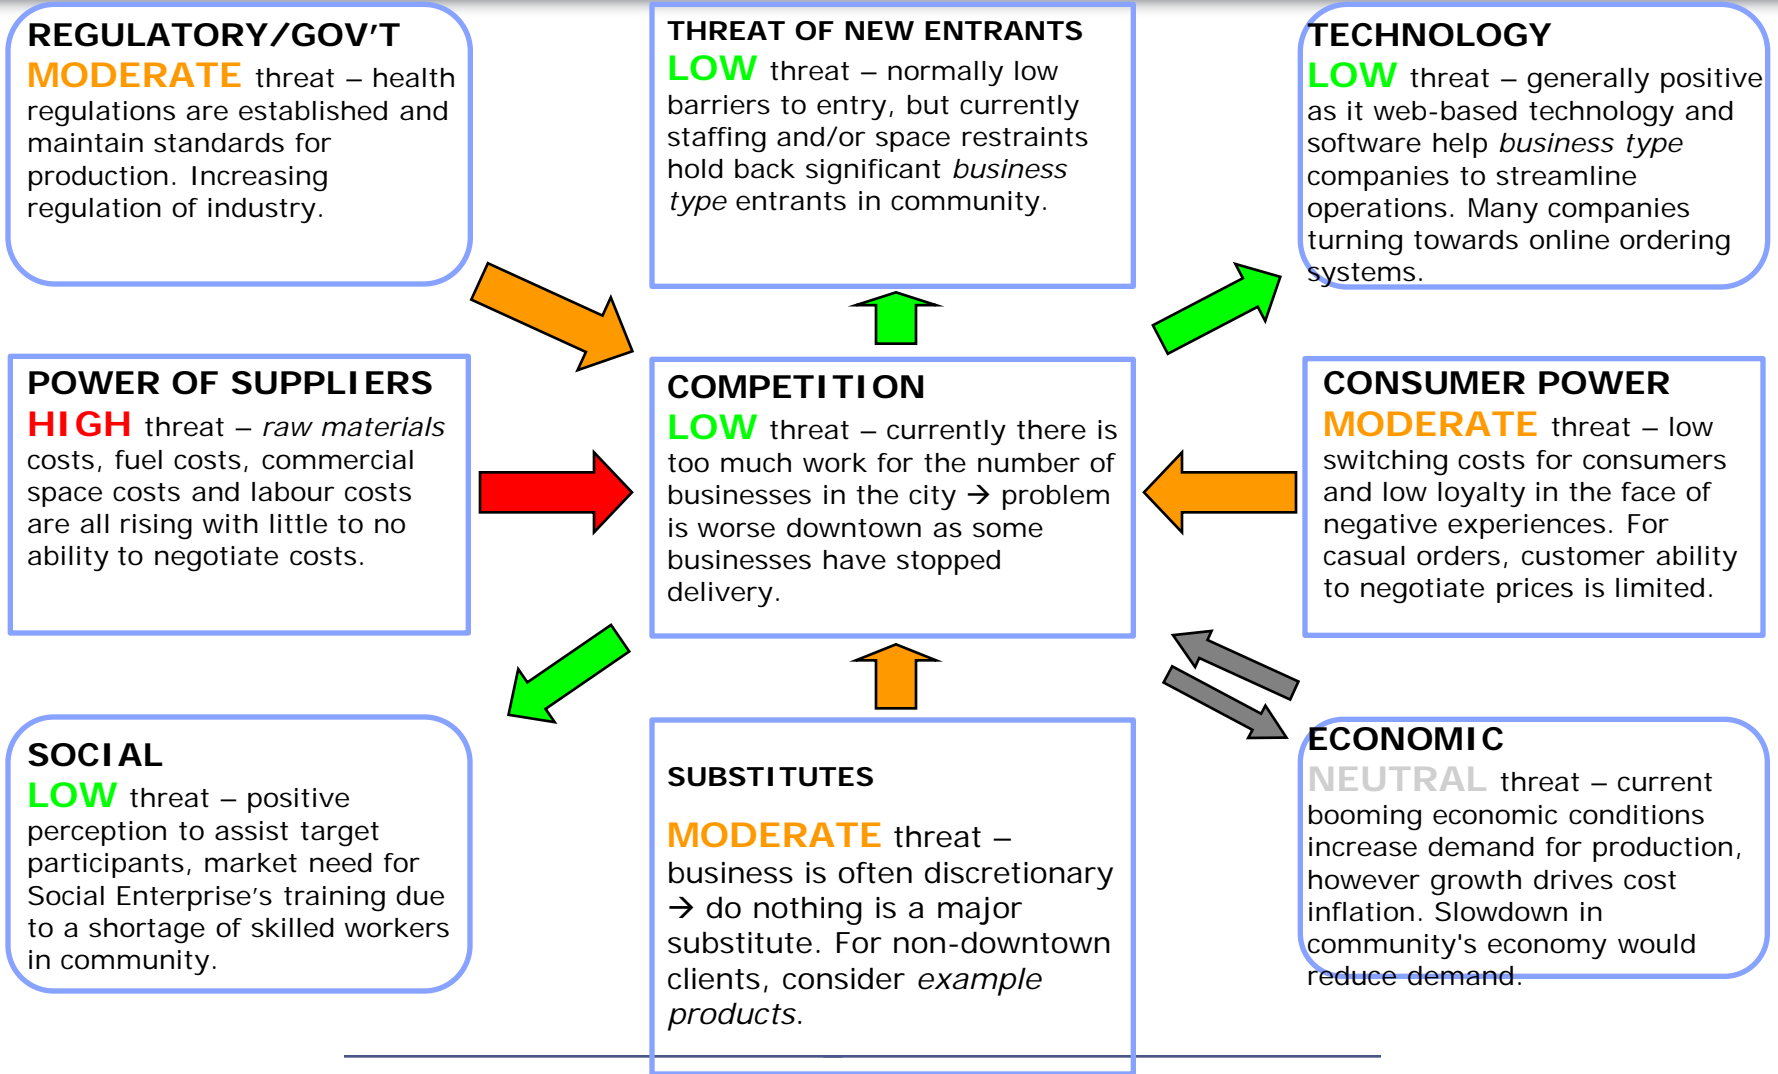 REGULATORY/GOV'T
MODERATE threat – health
regulations are established and
maintain standards for
production. Increasing
regulation of industry.
THREAT OF NEW ENTRANTS
LOW threat – normally low
barriers to entry, but currently
staffing and/or space restraints
hold back significant business
type entrants in community.
TECHNOLOGY
LOW threat – generally positive
as it web-based technology and
software help business type
companies to streamline
operations. Many companies
turning towards online ordering
systems.
POWER OF SUPPLIERS
HIGH threat – raw materials
costs, fuel costs, commercial
space costs and labour costs
are all rising with little to no
ability to negotiate costs.
COMPETITION
LOW threat – currently there is
too much work for the number of
businesses in the city → problem
is worse downtown as some
businesses have stopped
delivery.
CONSUMER POWER
MODERATE threat – low
switching costs for consumers
and low loyalty in the face of
negative experiences. For
casual orders, customer ability
to negotiate prices is limited.
SOCIAL
LOW threat – positive
perception to assist target
participants, market need for
Social Enterprise's training due
to a shortage of skilled workers
in community.
SUBSTITUTES
MODERATE threat –
business is often discretionary
→ do nothing is a major
substitute. For non-downtown
clients, consider example
products.
ECONOMIC
NEUTRAL threat – current
booming economic conditions
increase demand for production,
however growth drives cost
inflation. Slowdown in
community's economy would
reduce demand.